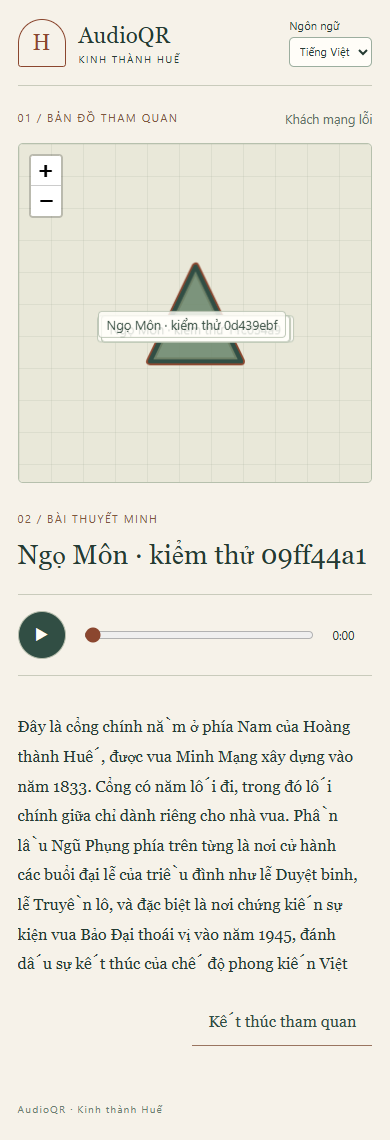 H
AudioQR
KINH THÀNH HUẾ
Ngôn ngữ
Tiếng Việt
01 / BẢN ĐỒ THAM QUAN
Khách mạng lỗi
+
−
Ngọ Môn · kiểm thử 0d439ebf
02 / BÀI THUYẾT MINH
Ngọ Môn · kiểm thử 09ff44a1
0:00
Đây là cổng chính nằm ở phía Nam của Hoàng
thành Huế, được vua Minh Mạng xây dựng vào
năm 1833. Cổng có năm lối đi, trong đó lối
chính giữa chỉ dành riêng cho nhà vua. Phần
lầu Ngũ Phụng phía trên từng là nơi cử hành
các buổi đại lễ của triều đình như lễ Duyệt binh,
lễ Truyền lô, và đặc biệt là nơi chứng kiến sự
kiện vua Bảo Đại thoái vị vào năm 1945, đánh
dấu sự kết thúc của chế độ phong kiến Việt
Kết thúc tham quan
AudioQR · Kinh thành Huế